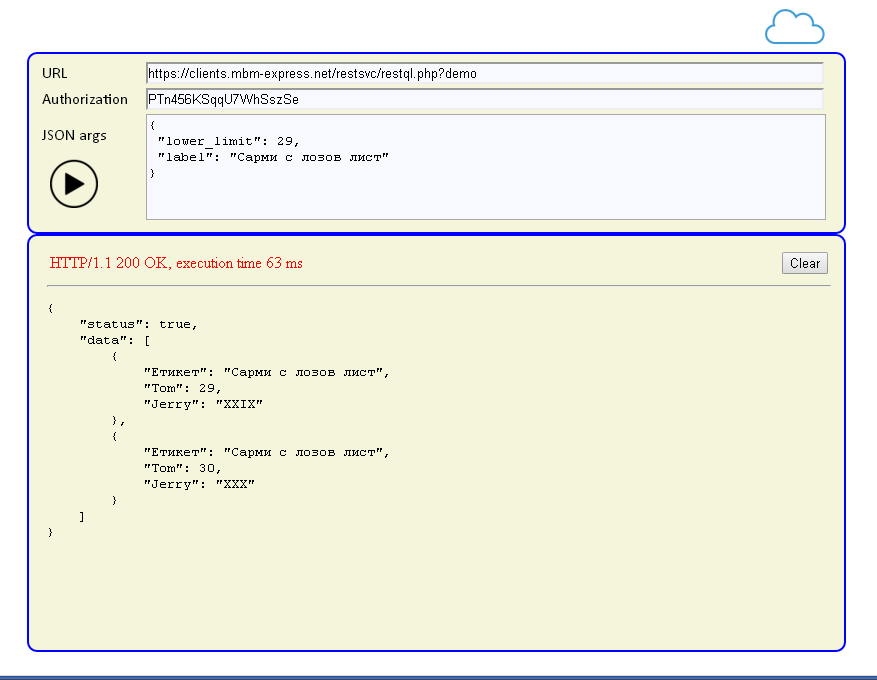 URL https://clients.mbm-express.net/restsvc/restql.php?demo
Authorization PTn456KSqqU7WhSszSe
JSON args
{
 "lower_limit": 29,
 "label": "Сарми с лозов лист"
}
HTTP/1.1 200 OK, execution time 63 ms Clear
{
    "status": true,
    "data": [
        {
            "Етикет": "Сарми с лозов лист",
            "Tom": 29,
            "Jerry": "XXIX"
        },
        {
            "Етикет": "Сарми с лозов лист",
            "Tom": 30,
            "Jerry": "XXX"
        }
    ]
}